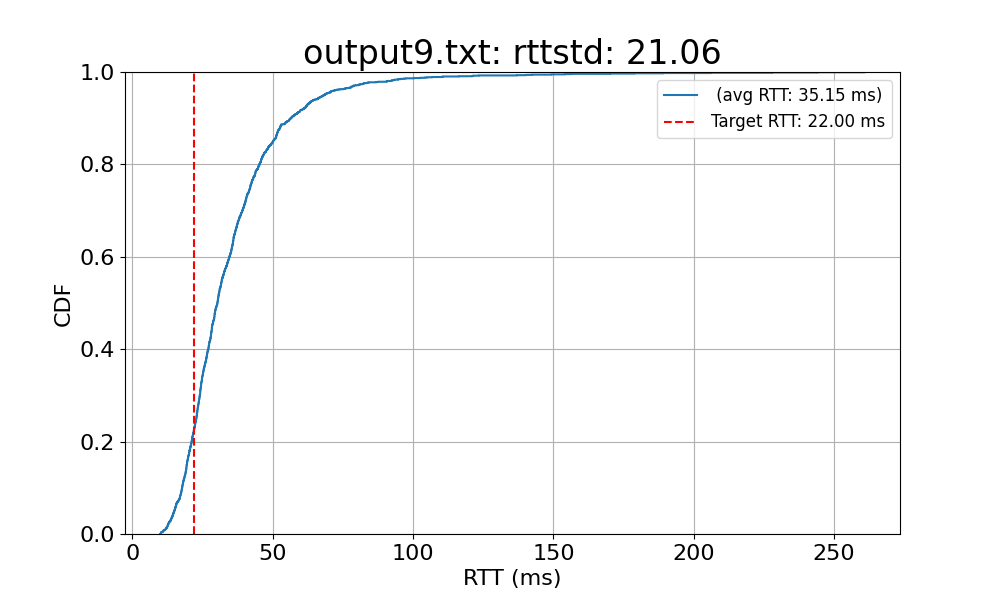 output9.txt: rttstd: 21.06
1.0
0.8
0.6
0.4
0.2
0.0
CDF
(avg RTT: 35.15 ms)
Target RTT: 22.00 ms
0 50 100 150 200 250
RTT (ms)